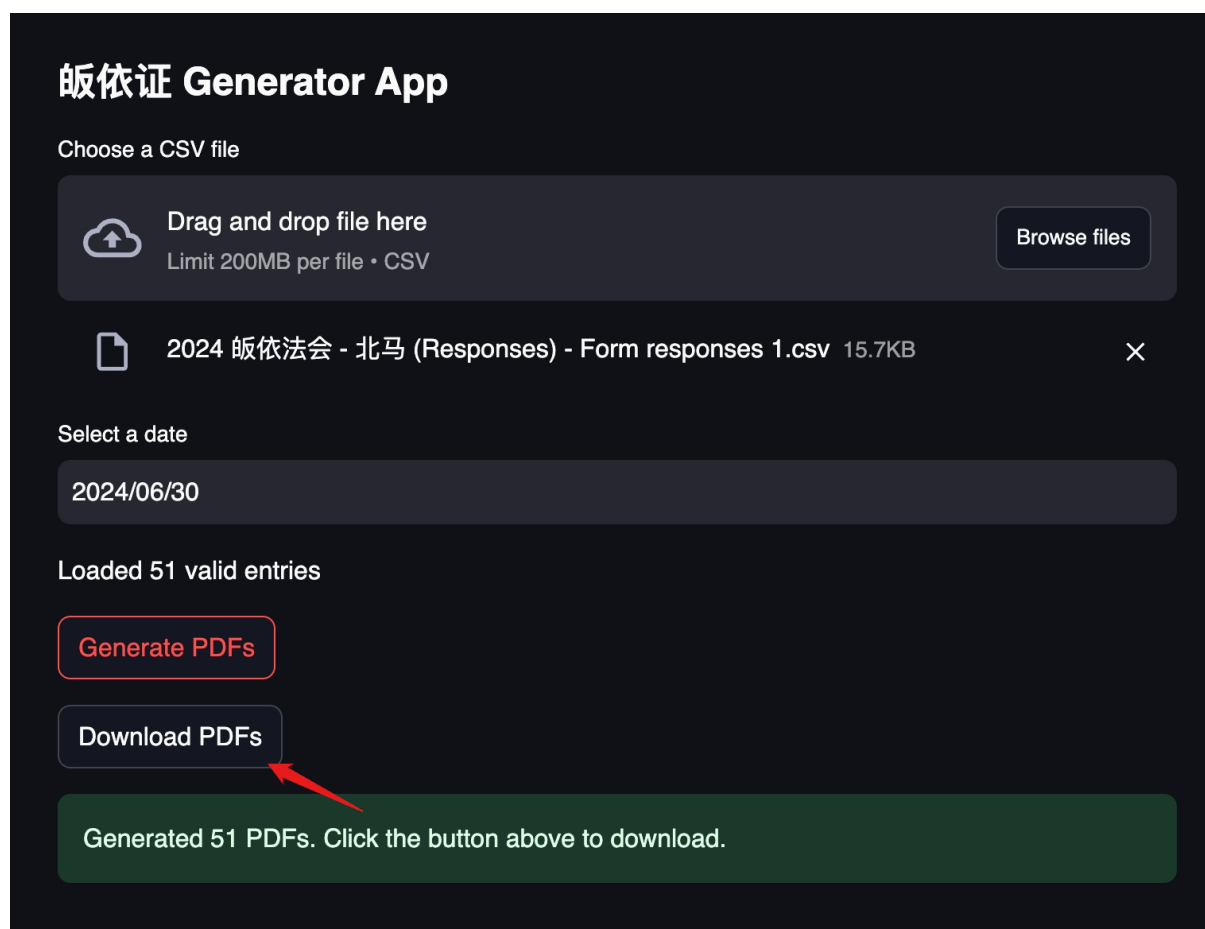 皈依证 Generator App
Choose a CSV file
Drag and drop file here
Browse files
Limit 200MB per file • CSV
2024 皈依法会 - 北马 (Responses) - Form responses 1.csv 15.7KB
Select a date
2024/06/30
Loaded 51 valid entries
Generate PDFs
Download PDFs
Generated 51 PDFs. Click the button above to download.